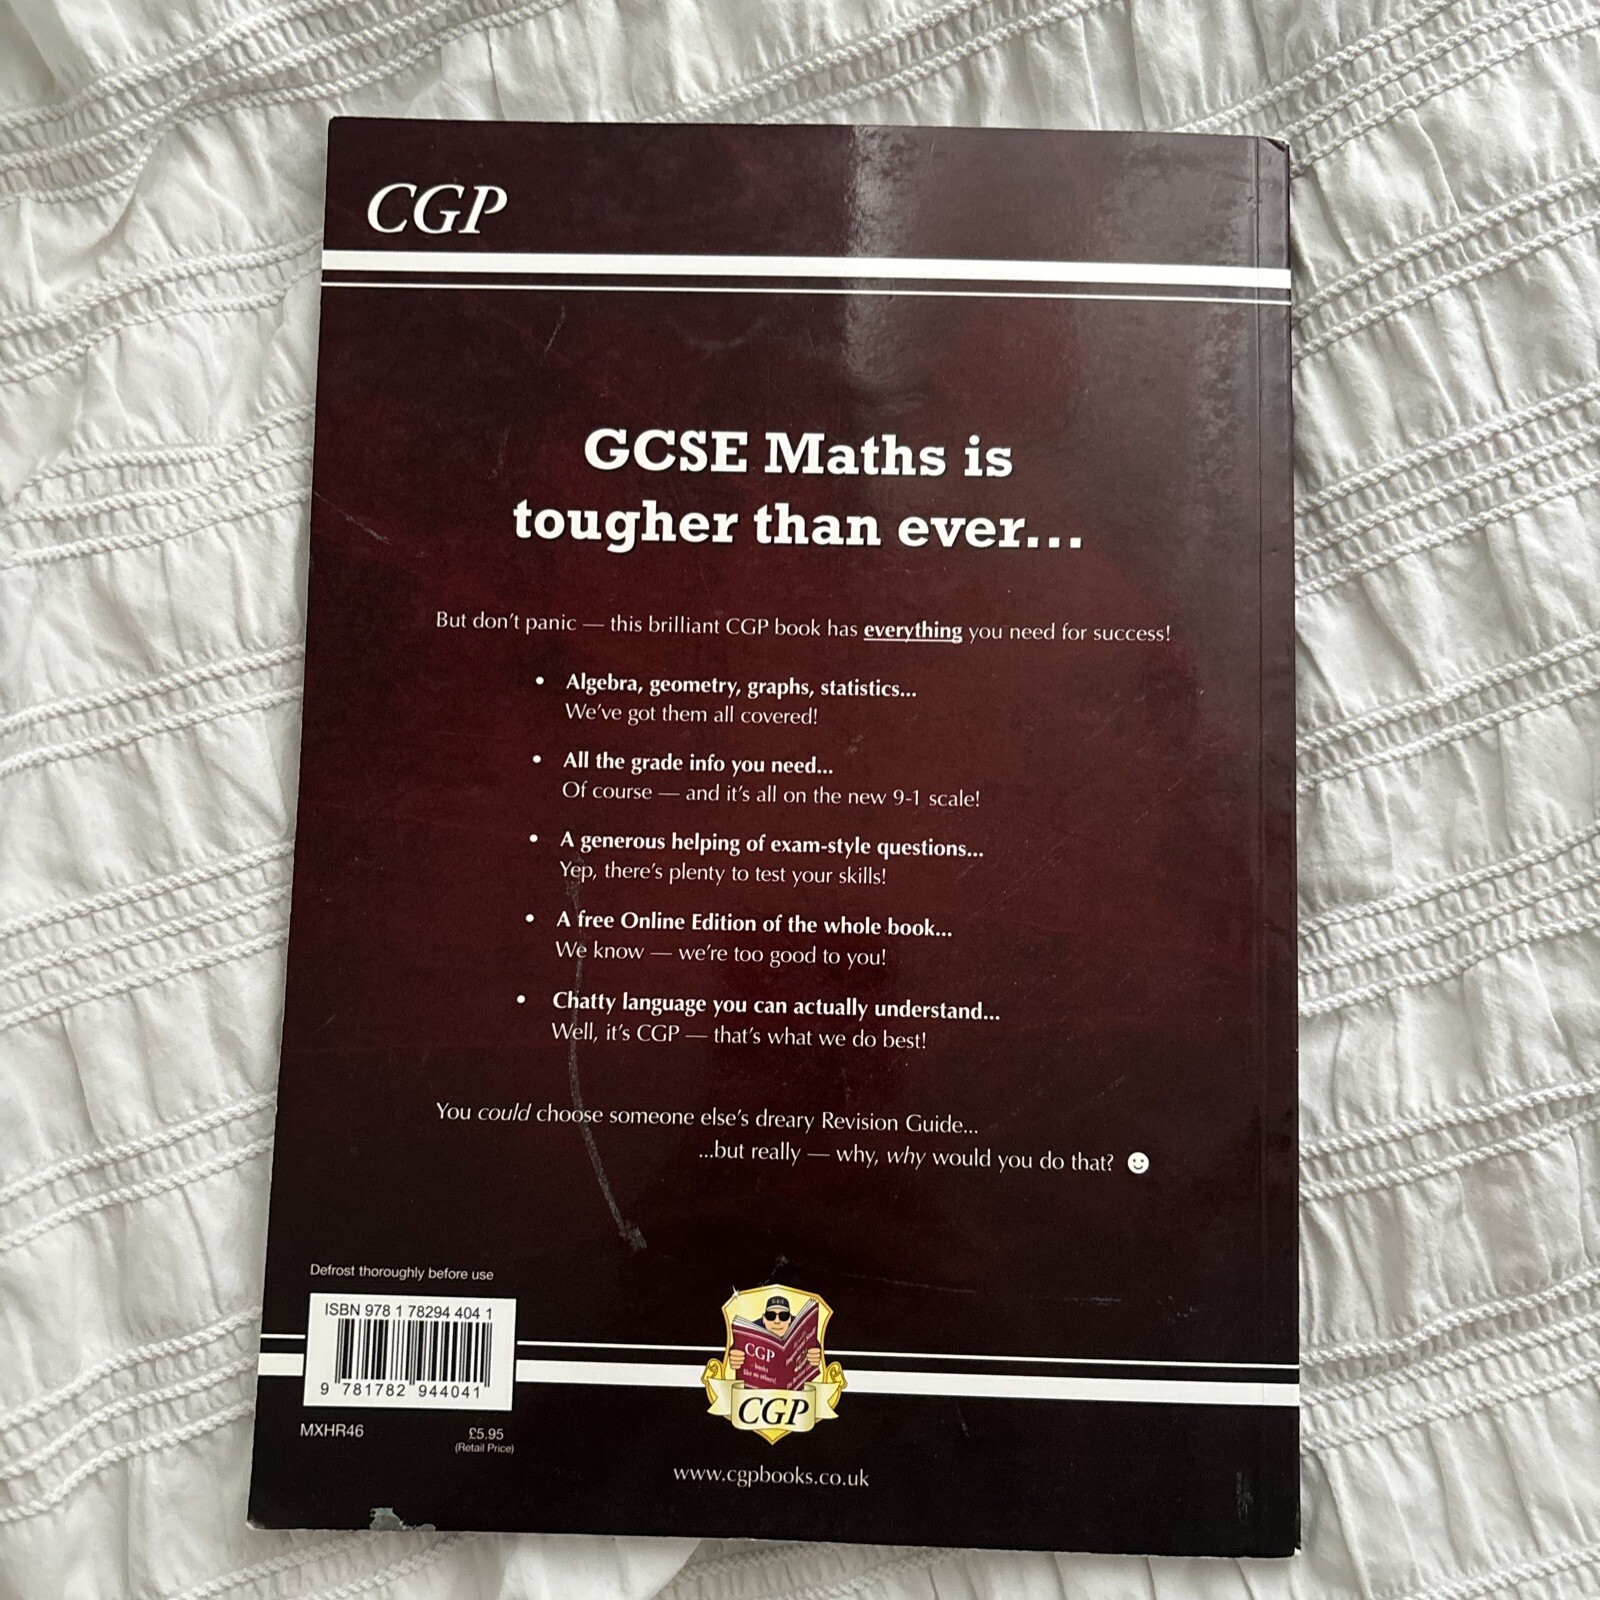 CGP
GCSE Maths is
tougher than ever...
But don't panic — this brilliant CGP book has everything you need for success!
• Algebra, geometry, graphs, statistics...
We've got them all covered!
• All the grade info you need...
Of course — and it's all on the new 9-1 scale!
• A generous helping of exam-style questions...
Yep, there's plenty to test your skills!
• A free Online Edition of the whole book...
We know — we're too good to you!
• Chatty language you can actually understand...
Well, it's CGP — that's what we do best!
You could choose someone else's dreary Revision Guide...
...but really — why, why would you do that? ☻
Defrost thoroughly before use
ISBN 978 1 78294 404 1
9 781782 944041
MXHR46
£5.95
(Retail Price)
CGP
books
like no others!
CGP
www.cgpbooks.co.uk